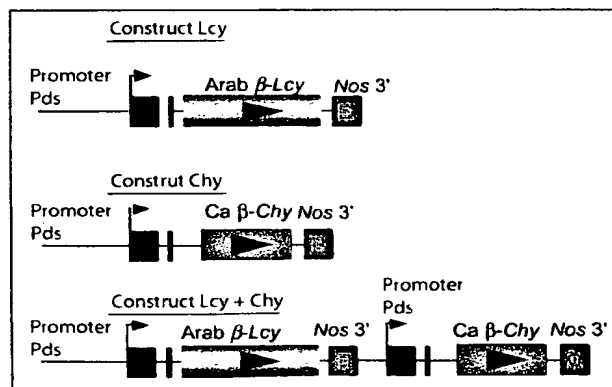 Construct Lcy
Promoter
Pds
Arab β-Lcy Nos 3'
Construt Chy
Promoter
Pds
Ca β-Chy Nos 3'
Construct Lcy + Chy
Promoter
Pds
Arab β-Lcy Nos 3'
Promoter
Pds
Ca β-Chy Nos 3'